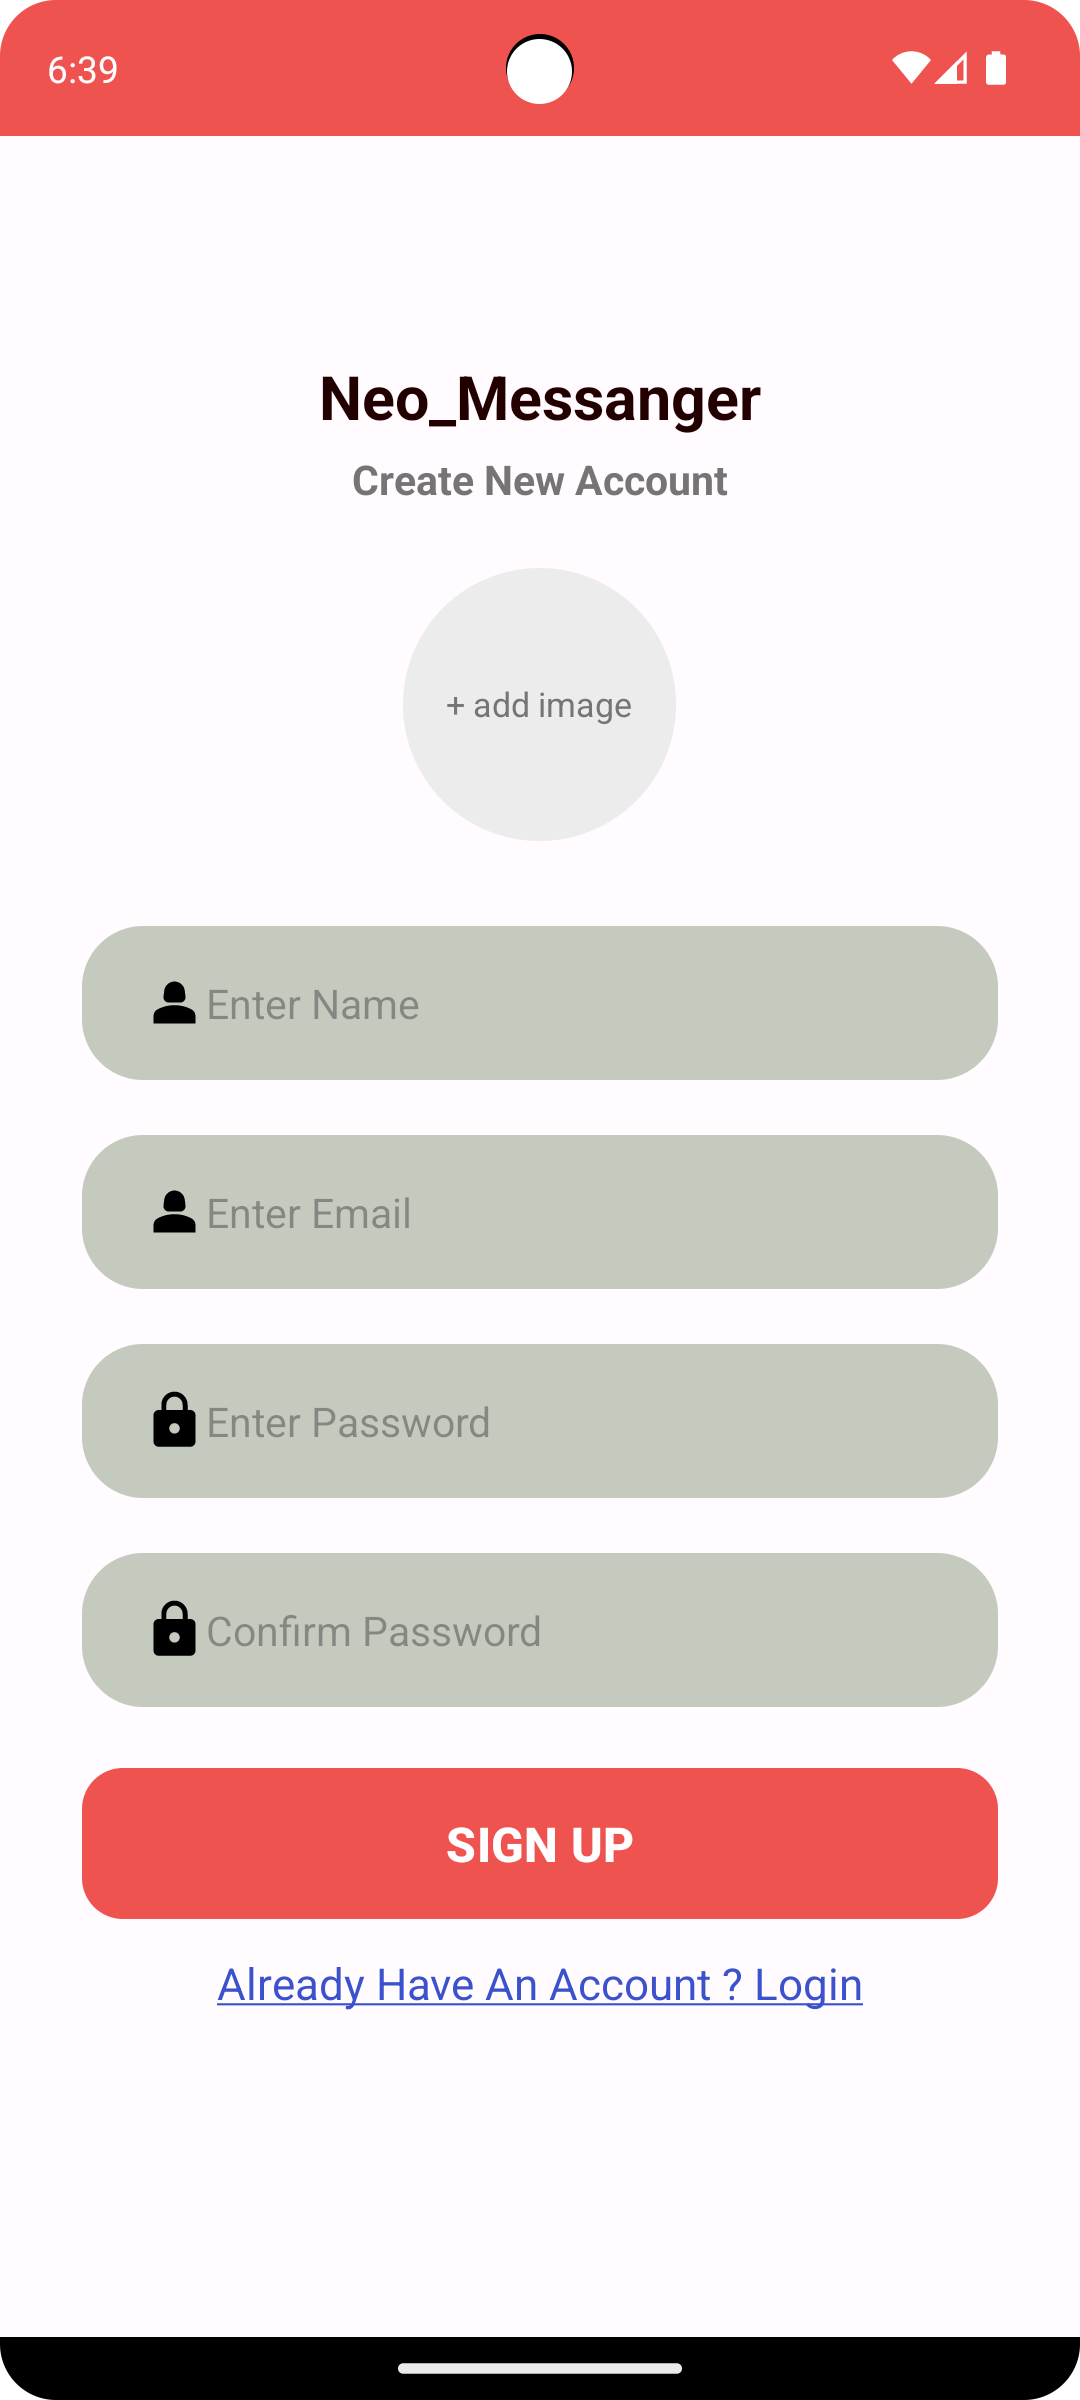 6:39
Neo_Messanger
Create New Account
+ add image
Enter Name
Enter Email
Enter Password
Confirm Password
SIGN UP
Already Have An Account ? Login